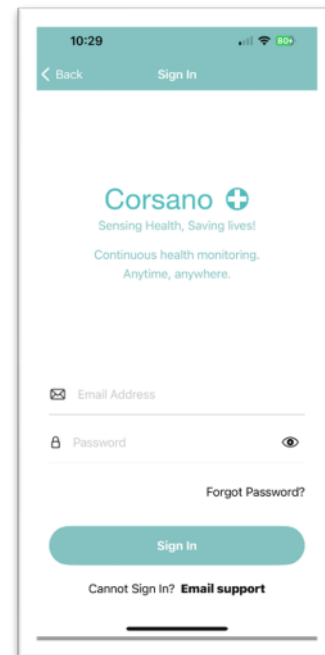 10:29
80+
Back Sign In
Corsano
Sensing Health, Saving lives!
Continuous health monitoring.
Anytime, anywhere.
Email Address
Password
Forgot Password?
Sign In
Cannot Sign In? Email support